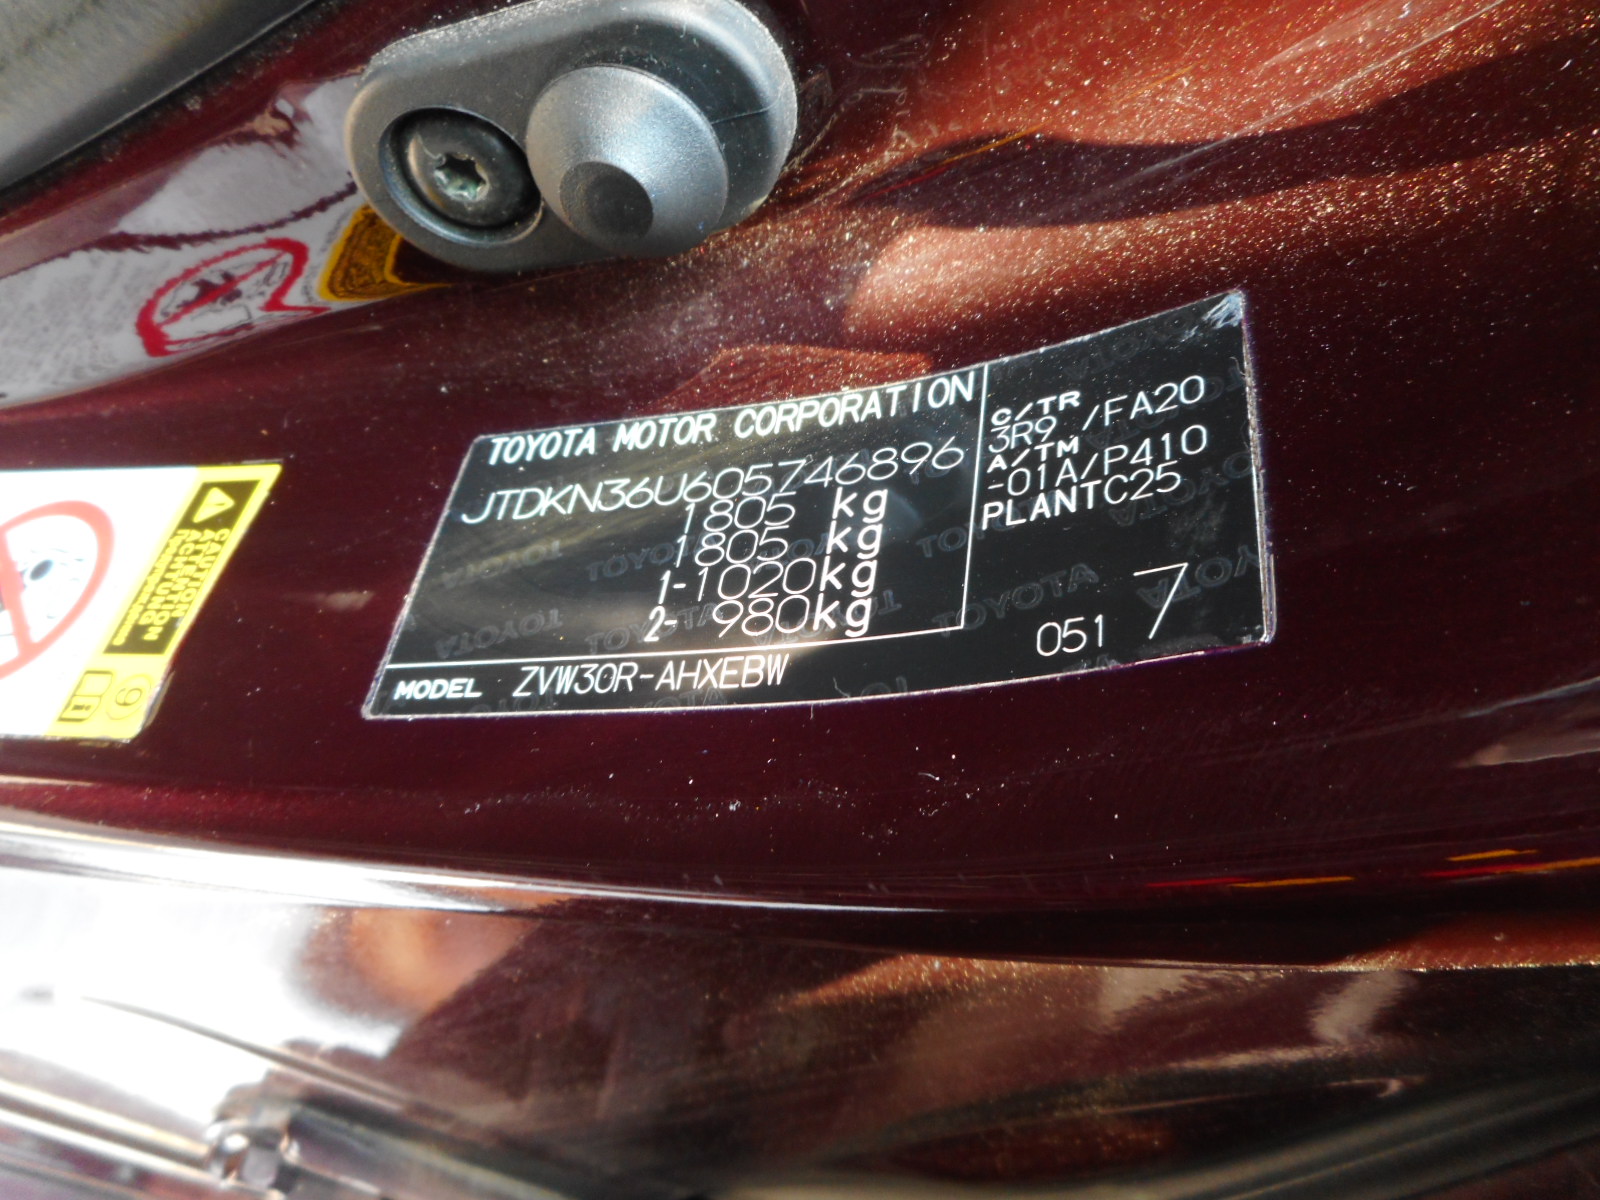 TOYOTA MOTOR CORPORATION
JTDKN36U605746896
1805 kg
1805 kg
1-1020kg
2- 980kg
MODEL ZVW30R-AHXEBW
C/TR
3R9 /FA20
A/TM
-01A/P410
PLANTC25
051 7
CAUTION